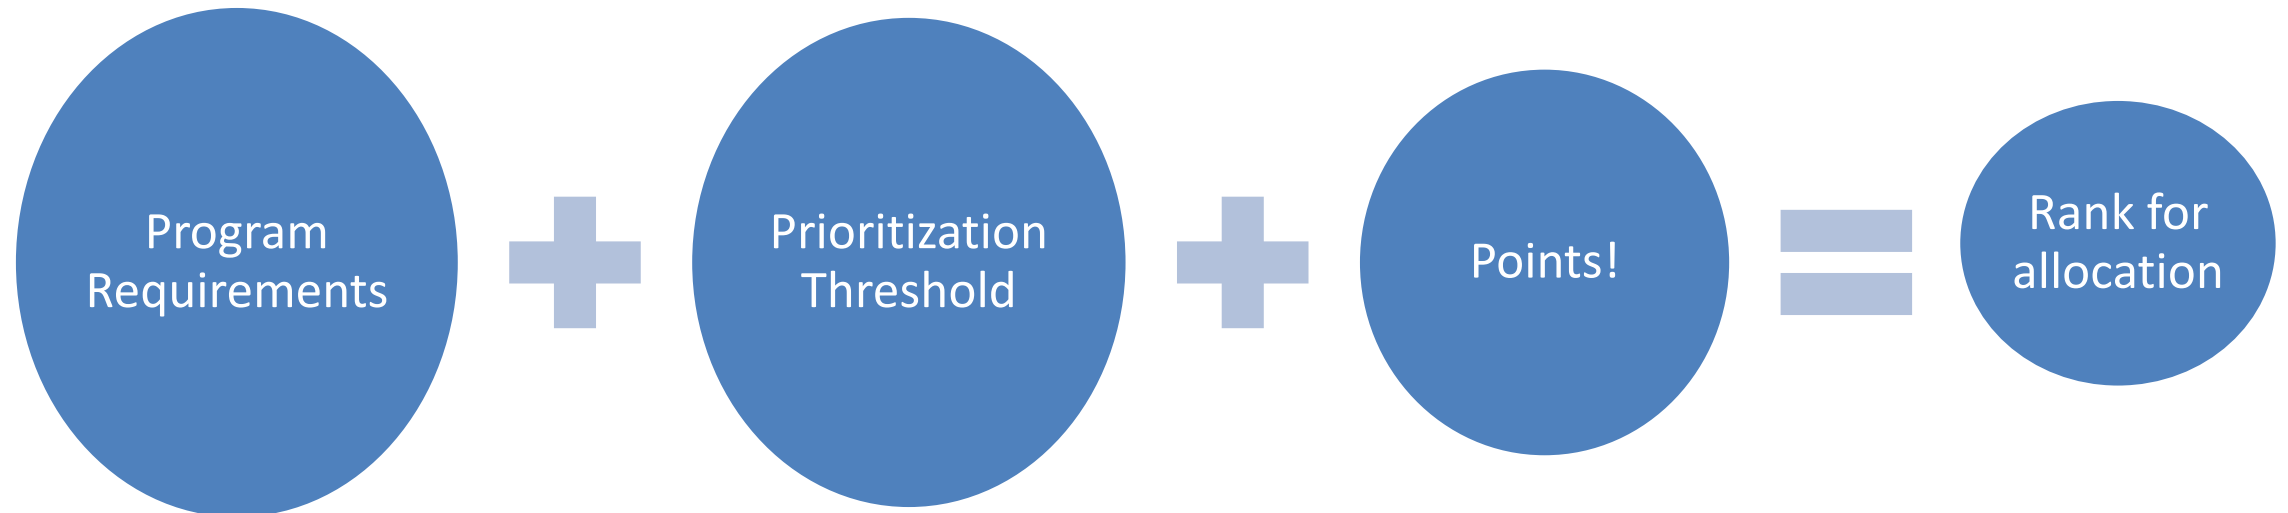 Program
Requirements
Prioritization
Threshold
Points!
Rank for
allocation